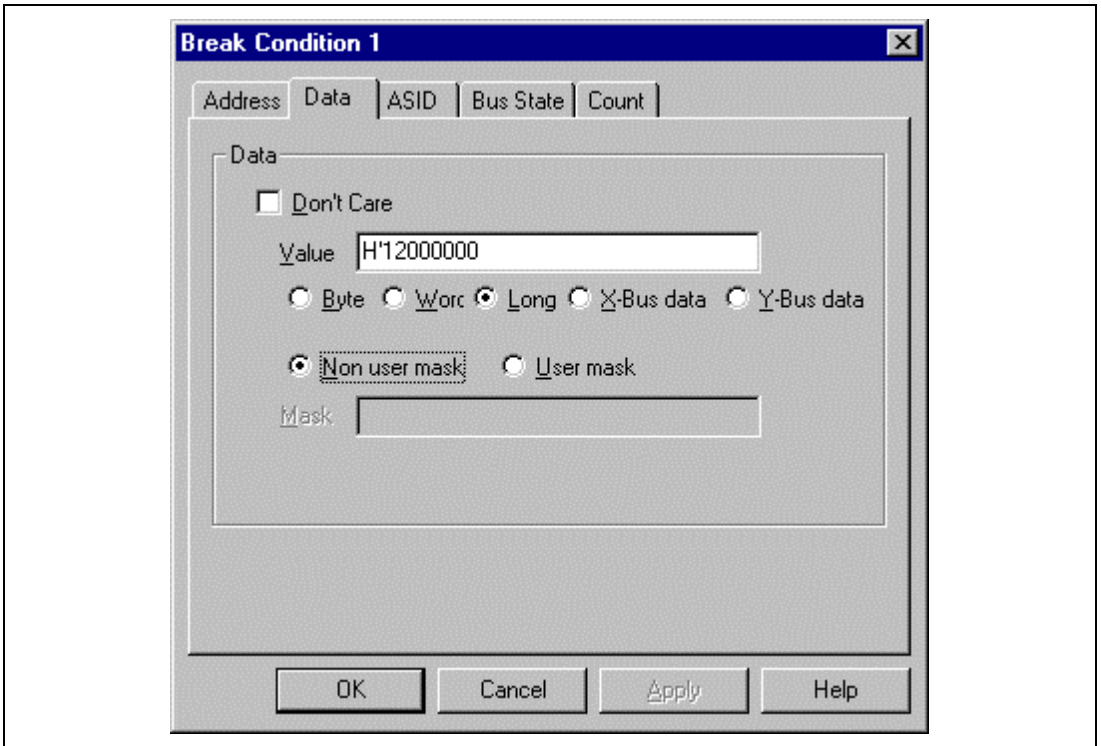 Break Condition 1
Address Data ASID Bus State Count
Data
Don't Care
Value H'12000000
Byte Worc Long X-Bus data Y-Bus data
Non user mask User mask
Mask
OK Cancel Apply Help